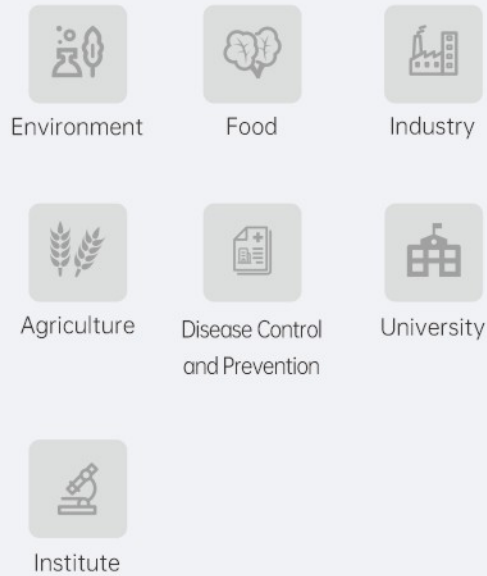 Environment
Food
Industry
Agriculture
Disease Control
and Prevention
University
Institute